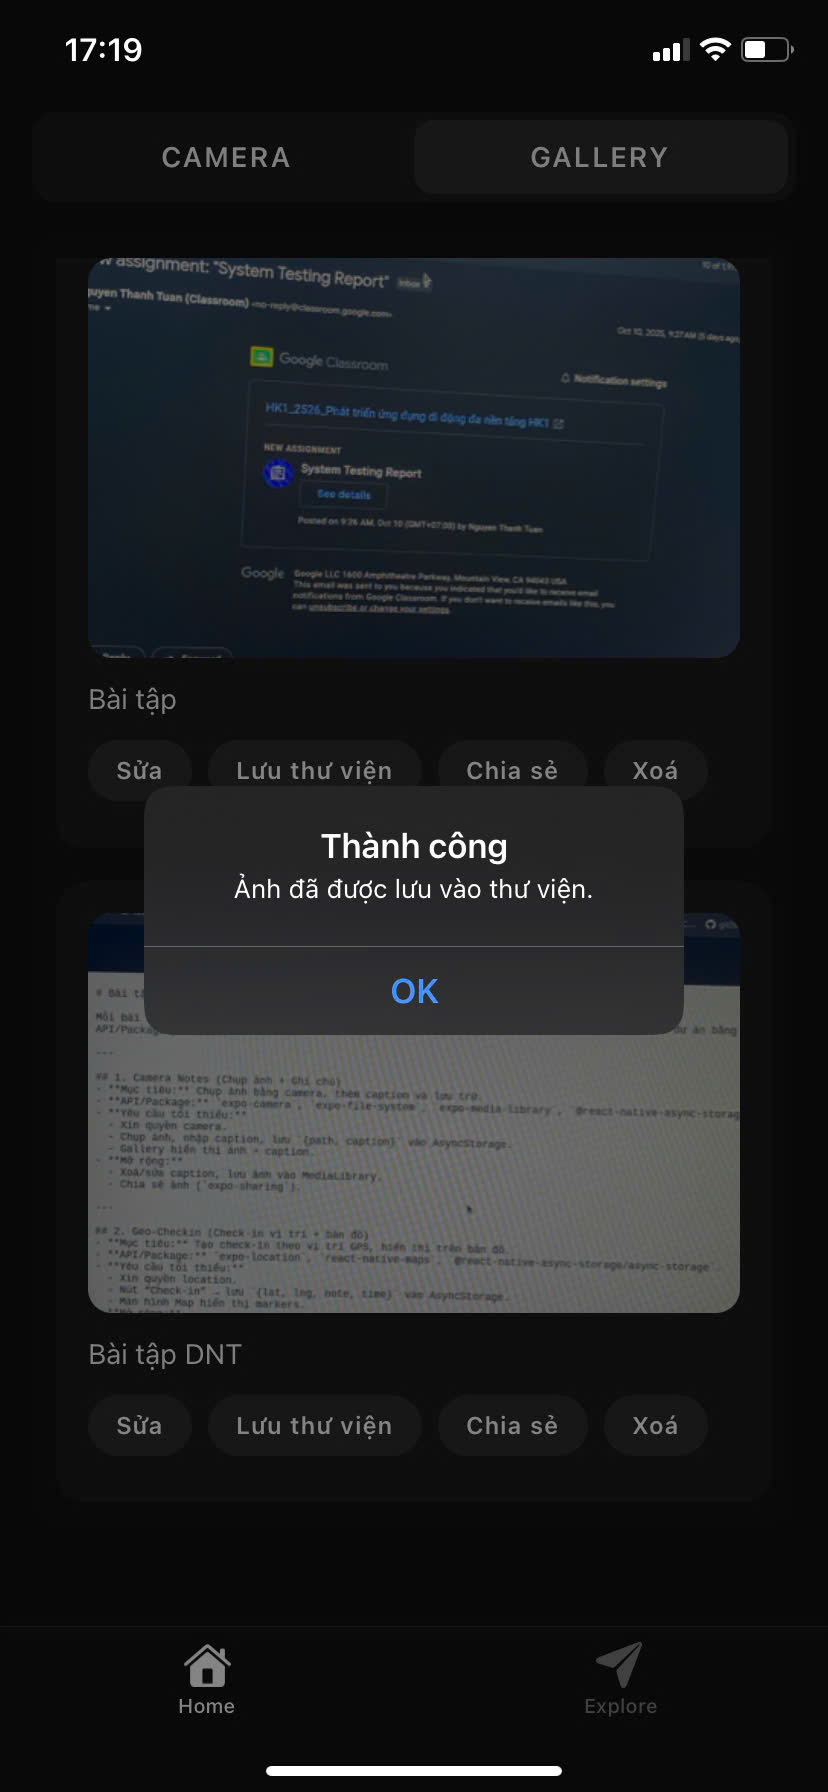 17:19
CAMERA
GALLERY
assignment: "System Testing Report" Inbox
guyen Thanh Tuan (Classroom) <no-reply@classroom.google.com>
me
Oct 10, 2025, 9:27 AM (5 days ago)
Google Classroom
Notification settings
HK1_2526_Phát triển ứng dụng di động đa nền tảng HK1
NEW ASSIGNMENT
System Testing Report
See details
Posted on 9:26 AM, Oct 10 (GMT+07:00) by Nguyen Thanh Tuan
Google
Google LLC 1600 Amphitheatre Parkway, Mountain View, CA 94043 USA
This email was sent to you because you indicated that you'd like to receive email
notifications from Google Classroom. If you don't want to receive emails like this, you
can unsubscribe or change your settings.
Bài tập
Sửa
Lưu thư viện
Chia sẻ
Xoá
Thành công
Ảnh đã được lưu vào thư viện.
OK
# Bài
Mỗi bài
API/Packag
dự án bằng
---
## 1. Camera Notes (Chụp ảnh + Ghi chú)
- **Mục tiêu:** Chụp ảnh bằng camera, thêm caption và lưu trữ.
- **API/Package:** `expo-camera`, `expo-file-system`, `expo-media-library`, `@react-native-async-storag
- **Yêu cầu tối thiểu:**
- Xin quyền camera.
- Chụp ảnh, nhập caption, lưu `{path, caption}` vào AsyncStorage.
- Gallery hiển thị ảnh + caption.
- **Mở rộng:**
- Xoá/sửa caption, lưu ảnh vào MediaLibrary.
- Chia sẻ ảnh (`expo-sharing`).
---
## 2. Geo-Checkin (Check-in vị trí + bản đồ)
- **Mục tiêu:** Tạo check-in theo vị trí GPS, hiển thị trên bản đồ.
- **API/Package:** `expo-location`, `react-native-maps`, `@react-native-async-storage/async-storage`.
- **Yêu cầu tối thiểu:**
- Xin quyền location.
- Nút "Check-in" → lưu `{lat, lng, note, time}` vào AsyncStorage.
- Màn hình Map hiển thị markers.
Bài tập DNT
Sửa
Lưu thư viện
Chia sẻ
Xoá
Home
Explore